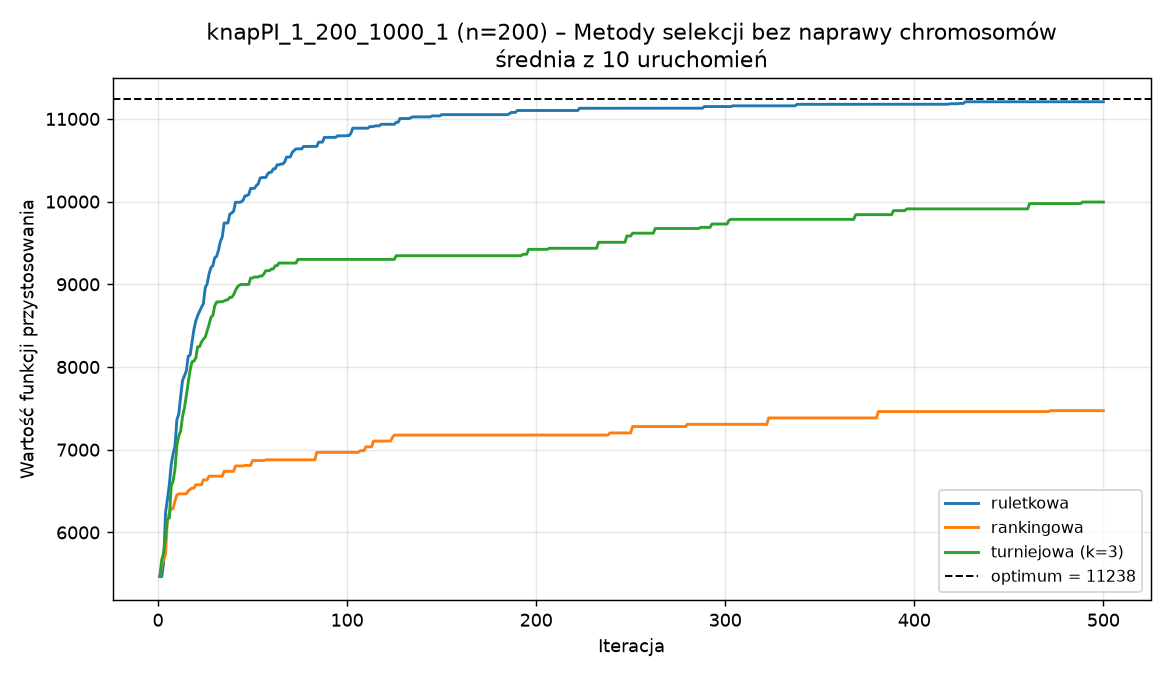 knapPI_1_200_1000_1 (n=200) – Metody selekcji bez naprawy chromosomów
średnia z 10 uruchomień
Wartość funkcji przystosowania
11000
10000
9000
8000
7000
6000
0 100 200 300 400 500
Iteracja
ruletkowa
rankingowa
turniejowa (k=3)
optimum = 11238